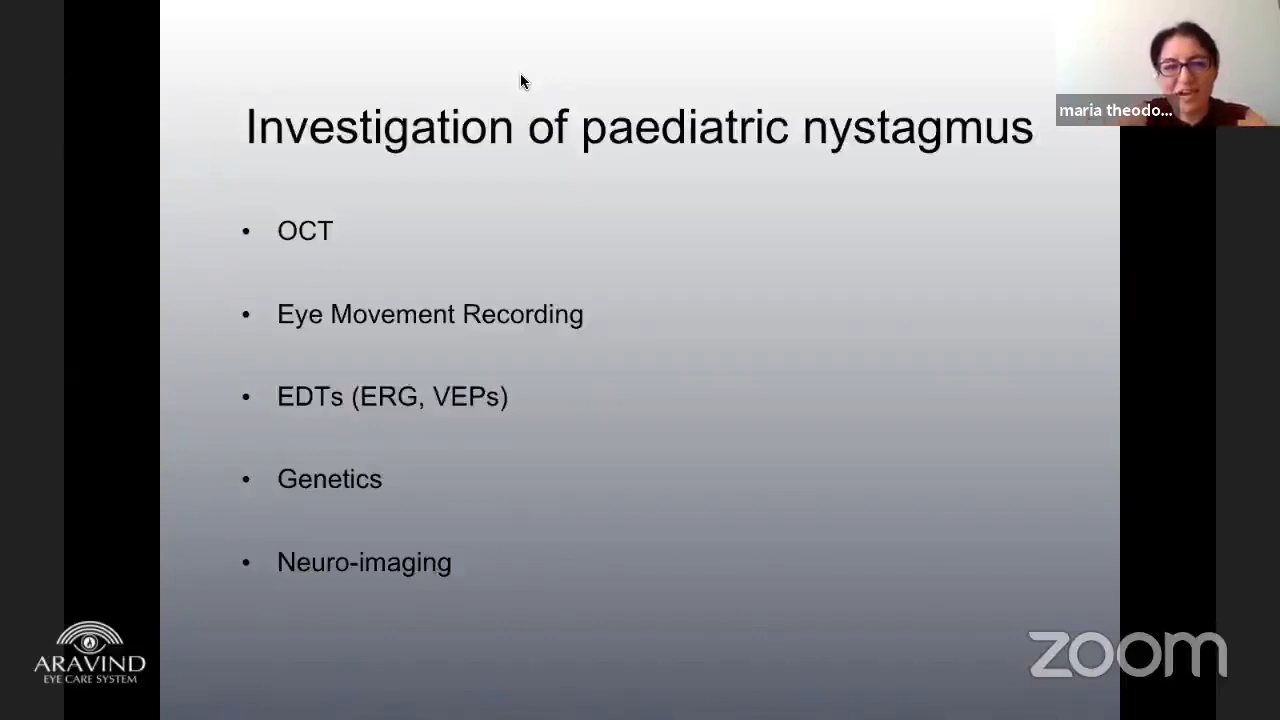 Investigation of paediatric nystagmus
maria theodo...
• OCT
• Eye Movement Recording
• EDTs (ERG, VEPs)
• Genetics
• Neuro-imaging
ARAVIND
EYE CARE SYSTEM
zoom